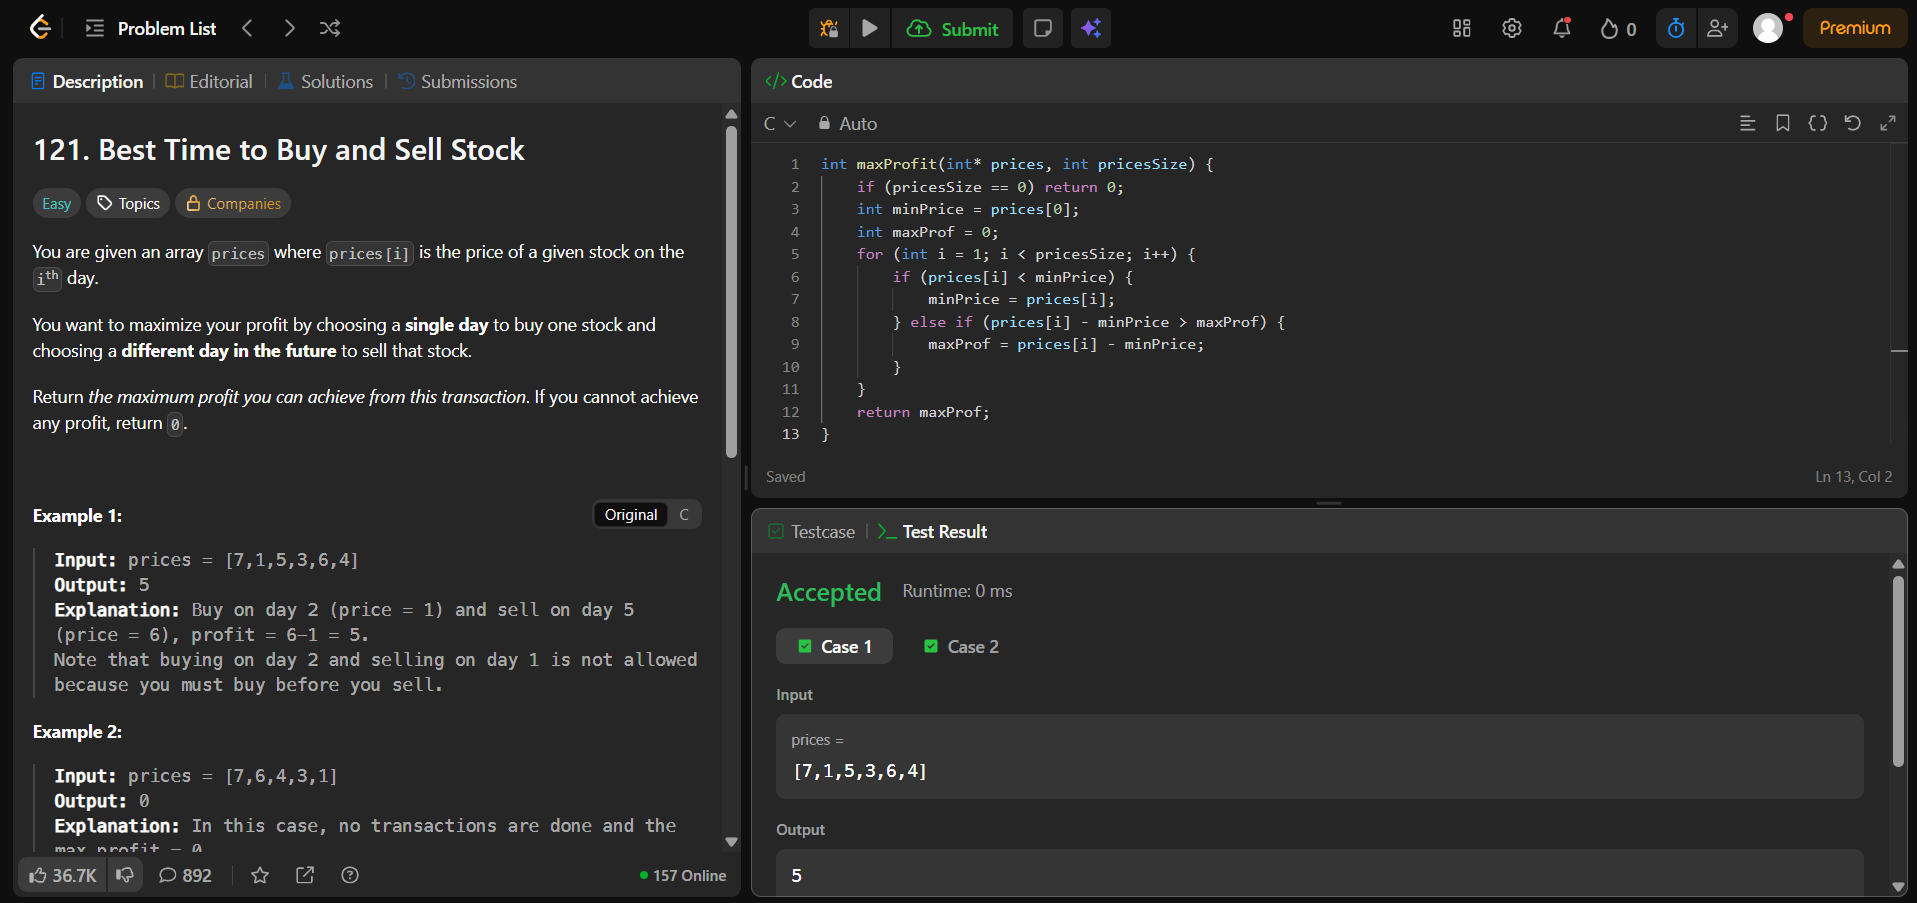 Problem List
Submit
0
Premium
Description
Editorial
Solutions
Submissions
121. Best Time to Buy and Sell Stock
Easy
Topics
Companies
You are given an array prices where prices[i] is the price of a given stock on the
ith day.
You want to maximize your profit by choosing a single day to buy one stock and
choosing a different day in the future to sell that stock.
Return the maximum profit you can achieve from this transaction. If you cannot achieve
any profit, return 0.
Example 1:
Original C
Input: prices = [7,1,5,3,6,4]
Output: 5
Explanation: Buy on day 2 (price = 1) and sell on day 5
(price = 6), profit = 6-1 = 5.
Note that buying on day 2 and selling on day 1 is not allowed
because you must buy before you sell.
Example 2:
Input: prices = [7,6,4,3,1]
Output: 0
Explanation: In this case, no transactions are done and the
max profit = 0
36.7K
892
157 Online
</> Code
C
Auto
1 int maxProfit(int* prices, int pricesSize) {
2 if (pricesSize == 0) return 0;
3 int minPrice = prices[0];
4 int maxProf = 0;
5 for (int i = 1; i < pricesSize; i++) {
6 if (prices[i] < minPrice) {
7 minPrice = prices[i];
8 } else if (prices[i] - minPrice > maxProf) {
9 maxProf = prices[i] - minPrice;
10 }
11 }
12 return maxProf;
13 }
Saved
Ln 13, Col 2
Testcase
Test Result
Accepted
Runtime: 0 ms
Case 1
Case 2
Input
prices =
[7,1,5,3,6,4]
Output
5